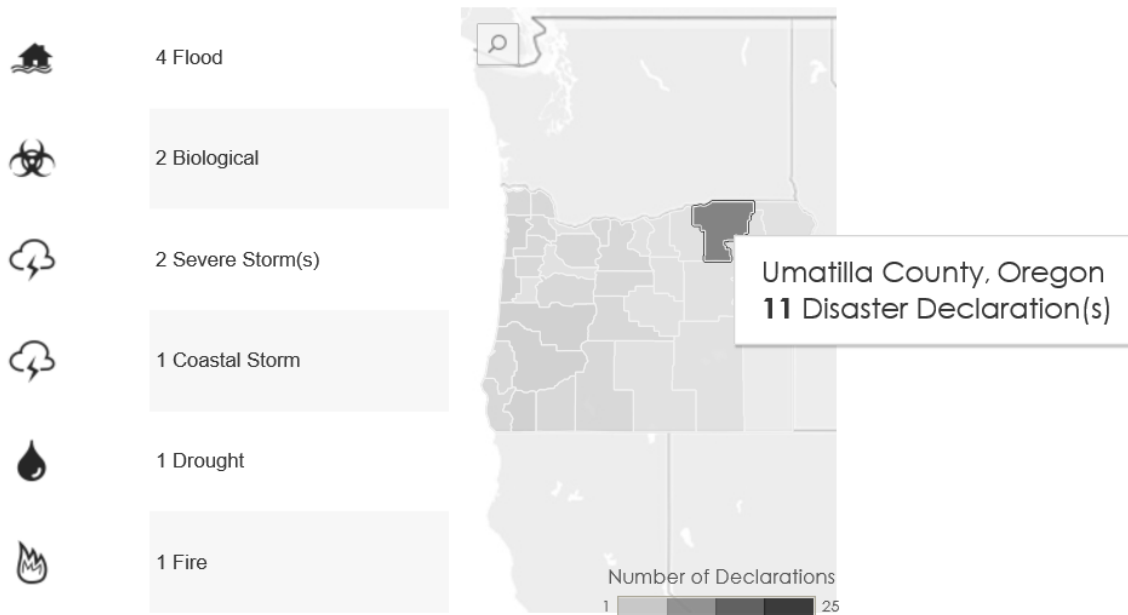 4 Flood
2 Biological
2 Severe Storm(s)
1 Coastal Storm
1 Drought
1 Fire
Umatilla County, Oregon
11 Disaster Declaration(s)
Number of Declarations
1 25